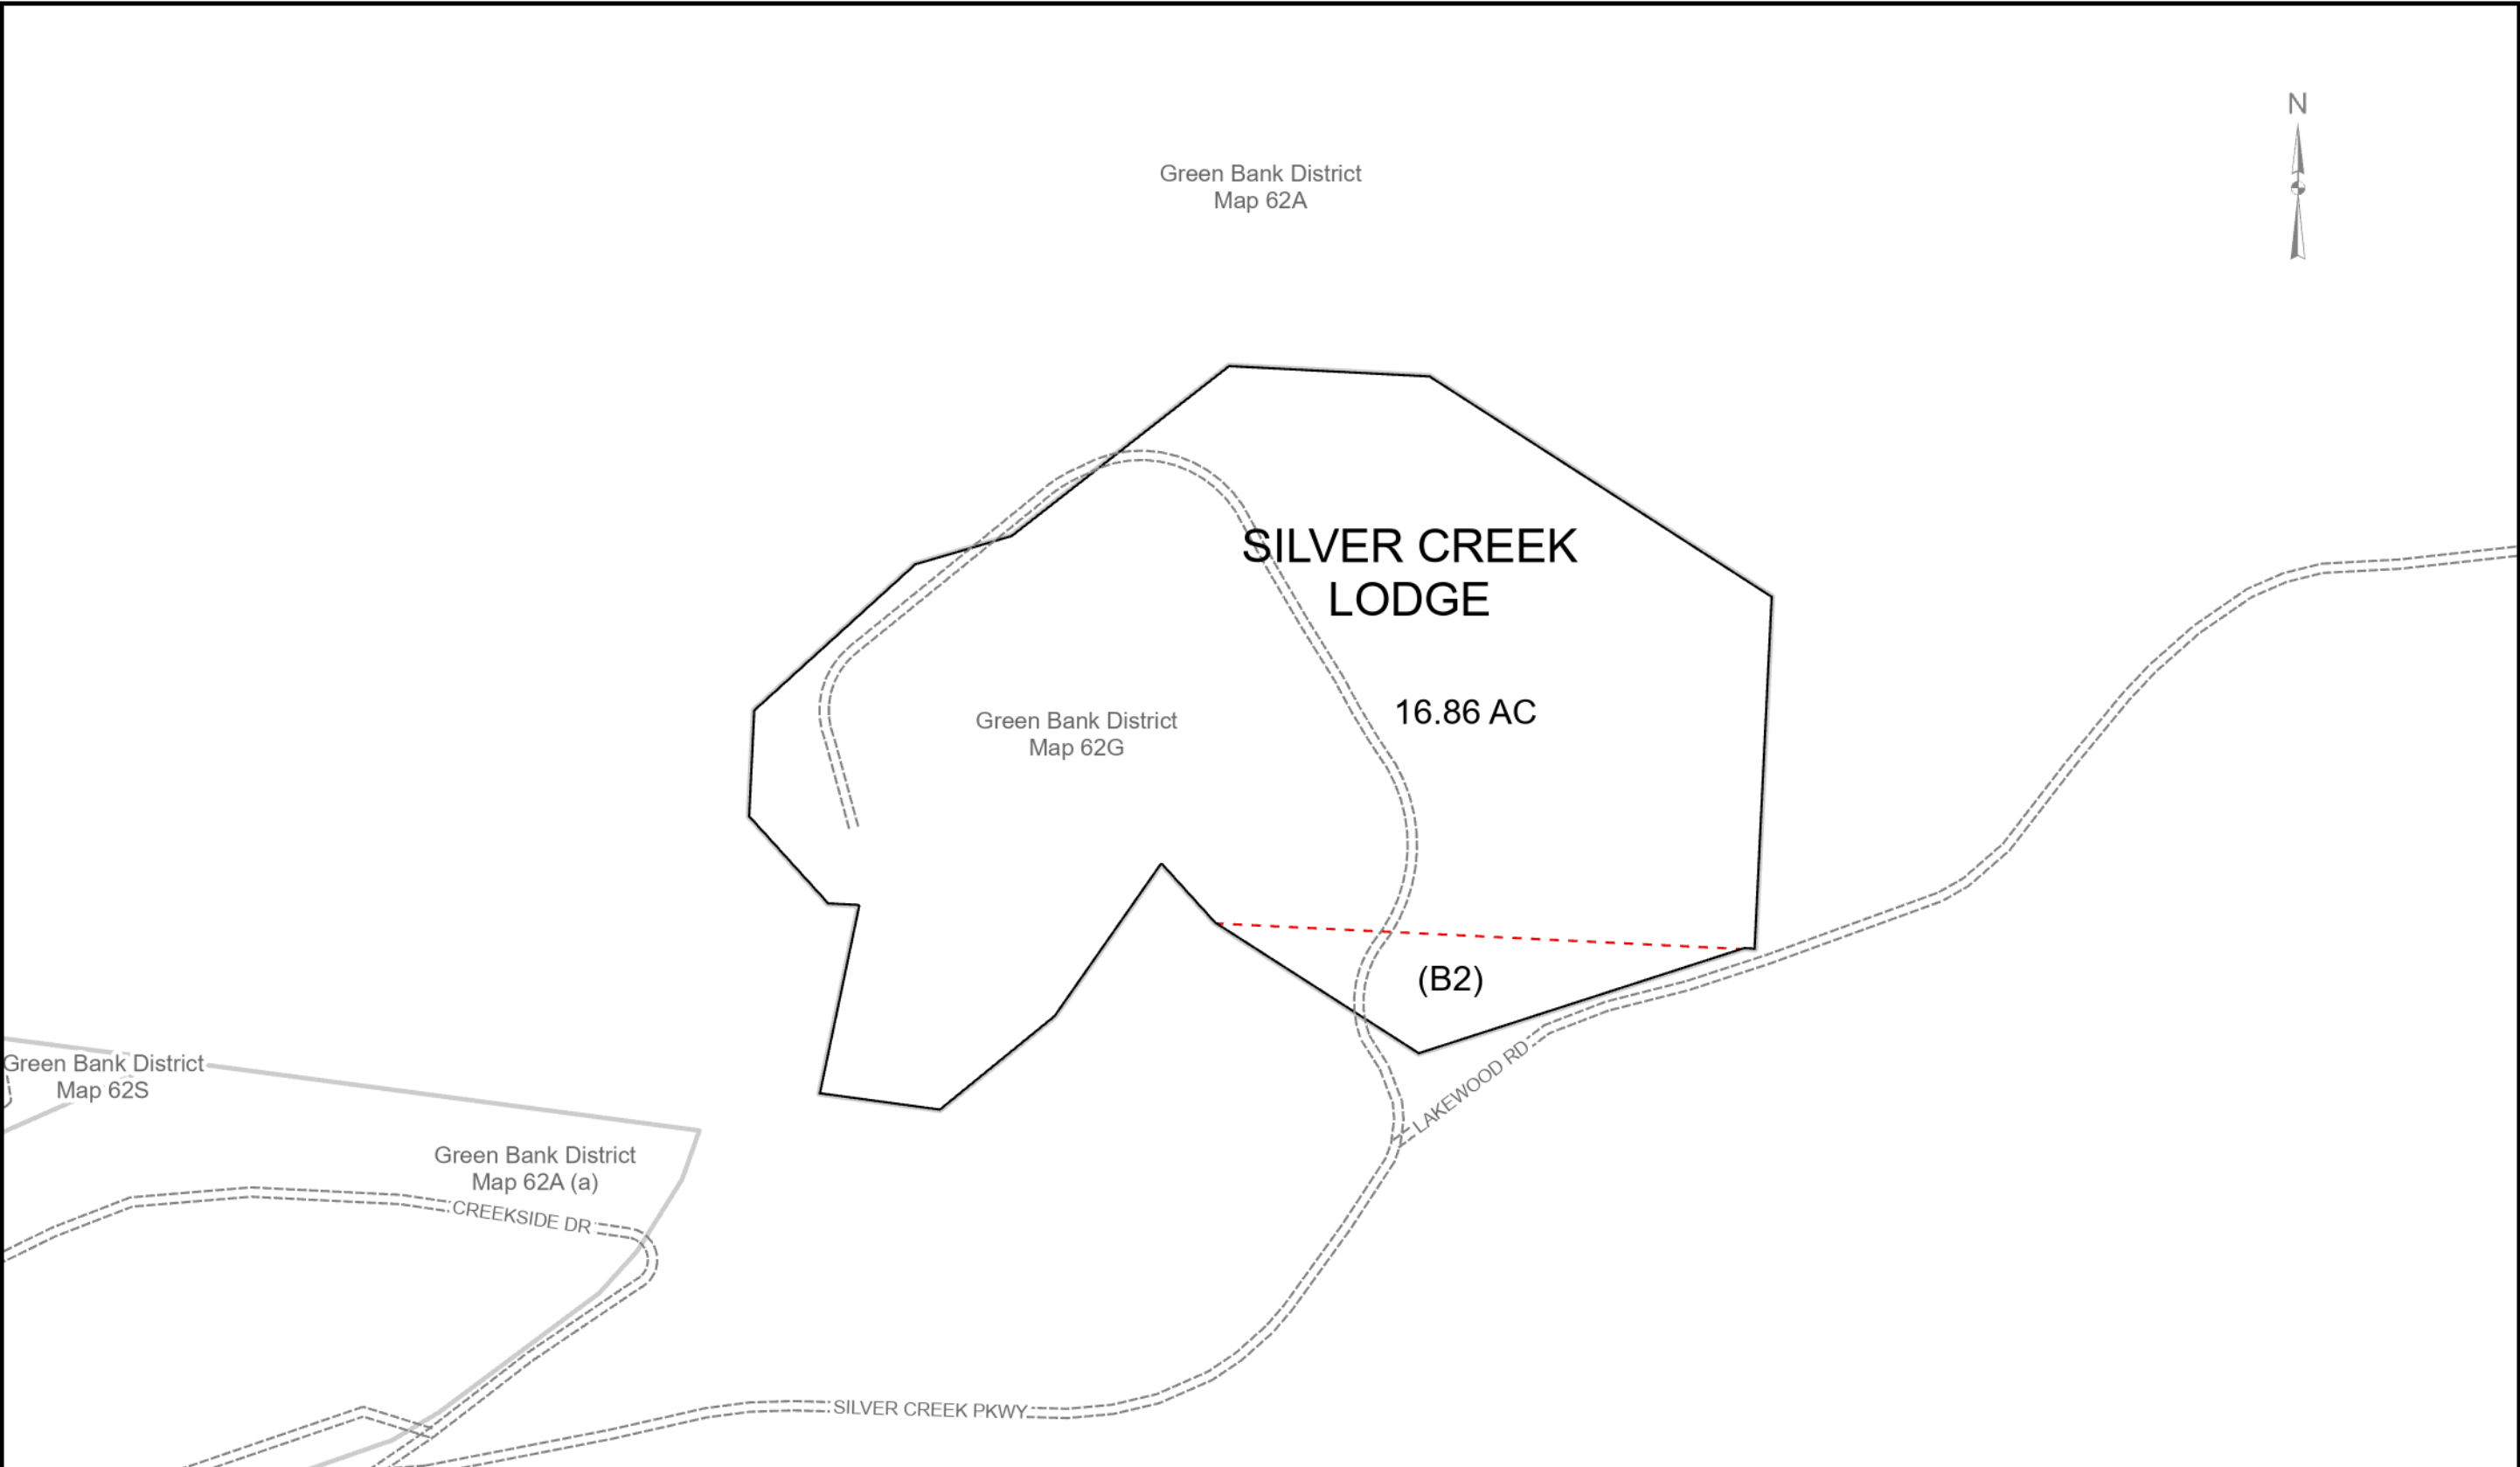 N
Green Bank District
Map 62A
SILVER CREEK
LODGE
16.86 AC
Green Bank District
Map 62G
(B2)
LAKEWOOD RD
Green Bank District
Map 62S
Green Bank District
Map 62A (a)
CREEKSIDE DR
SILVER CREEK PKWY